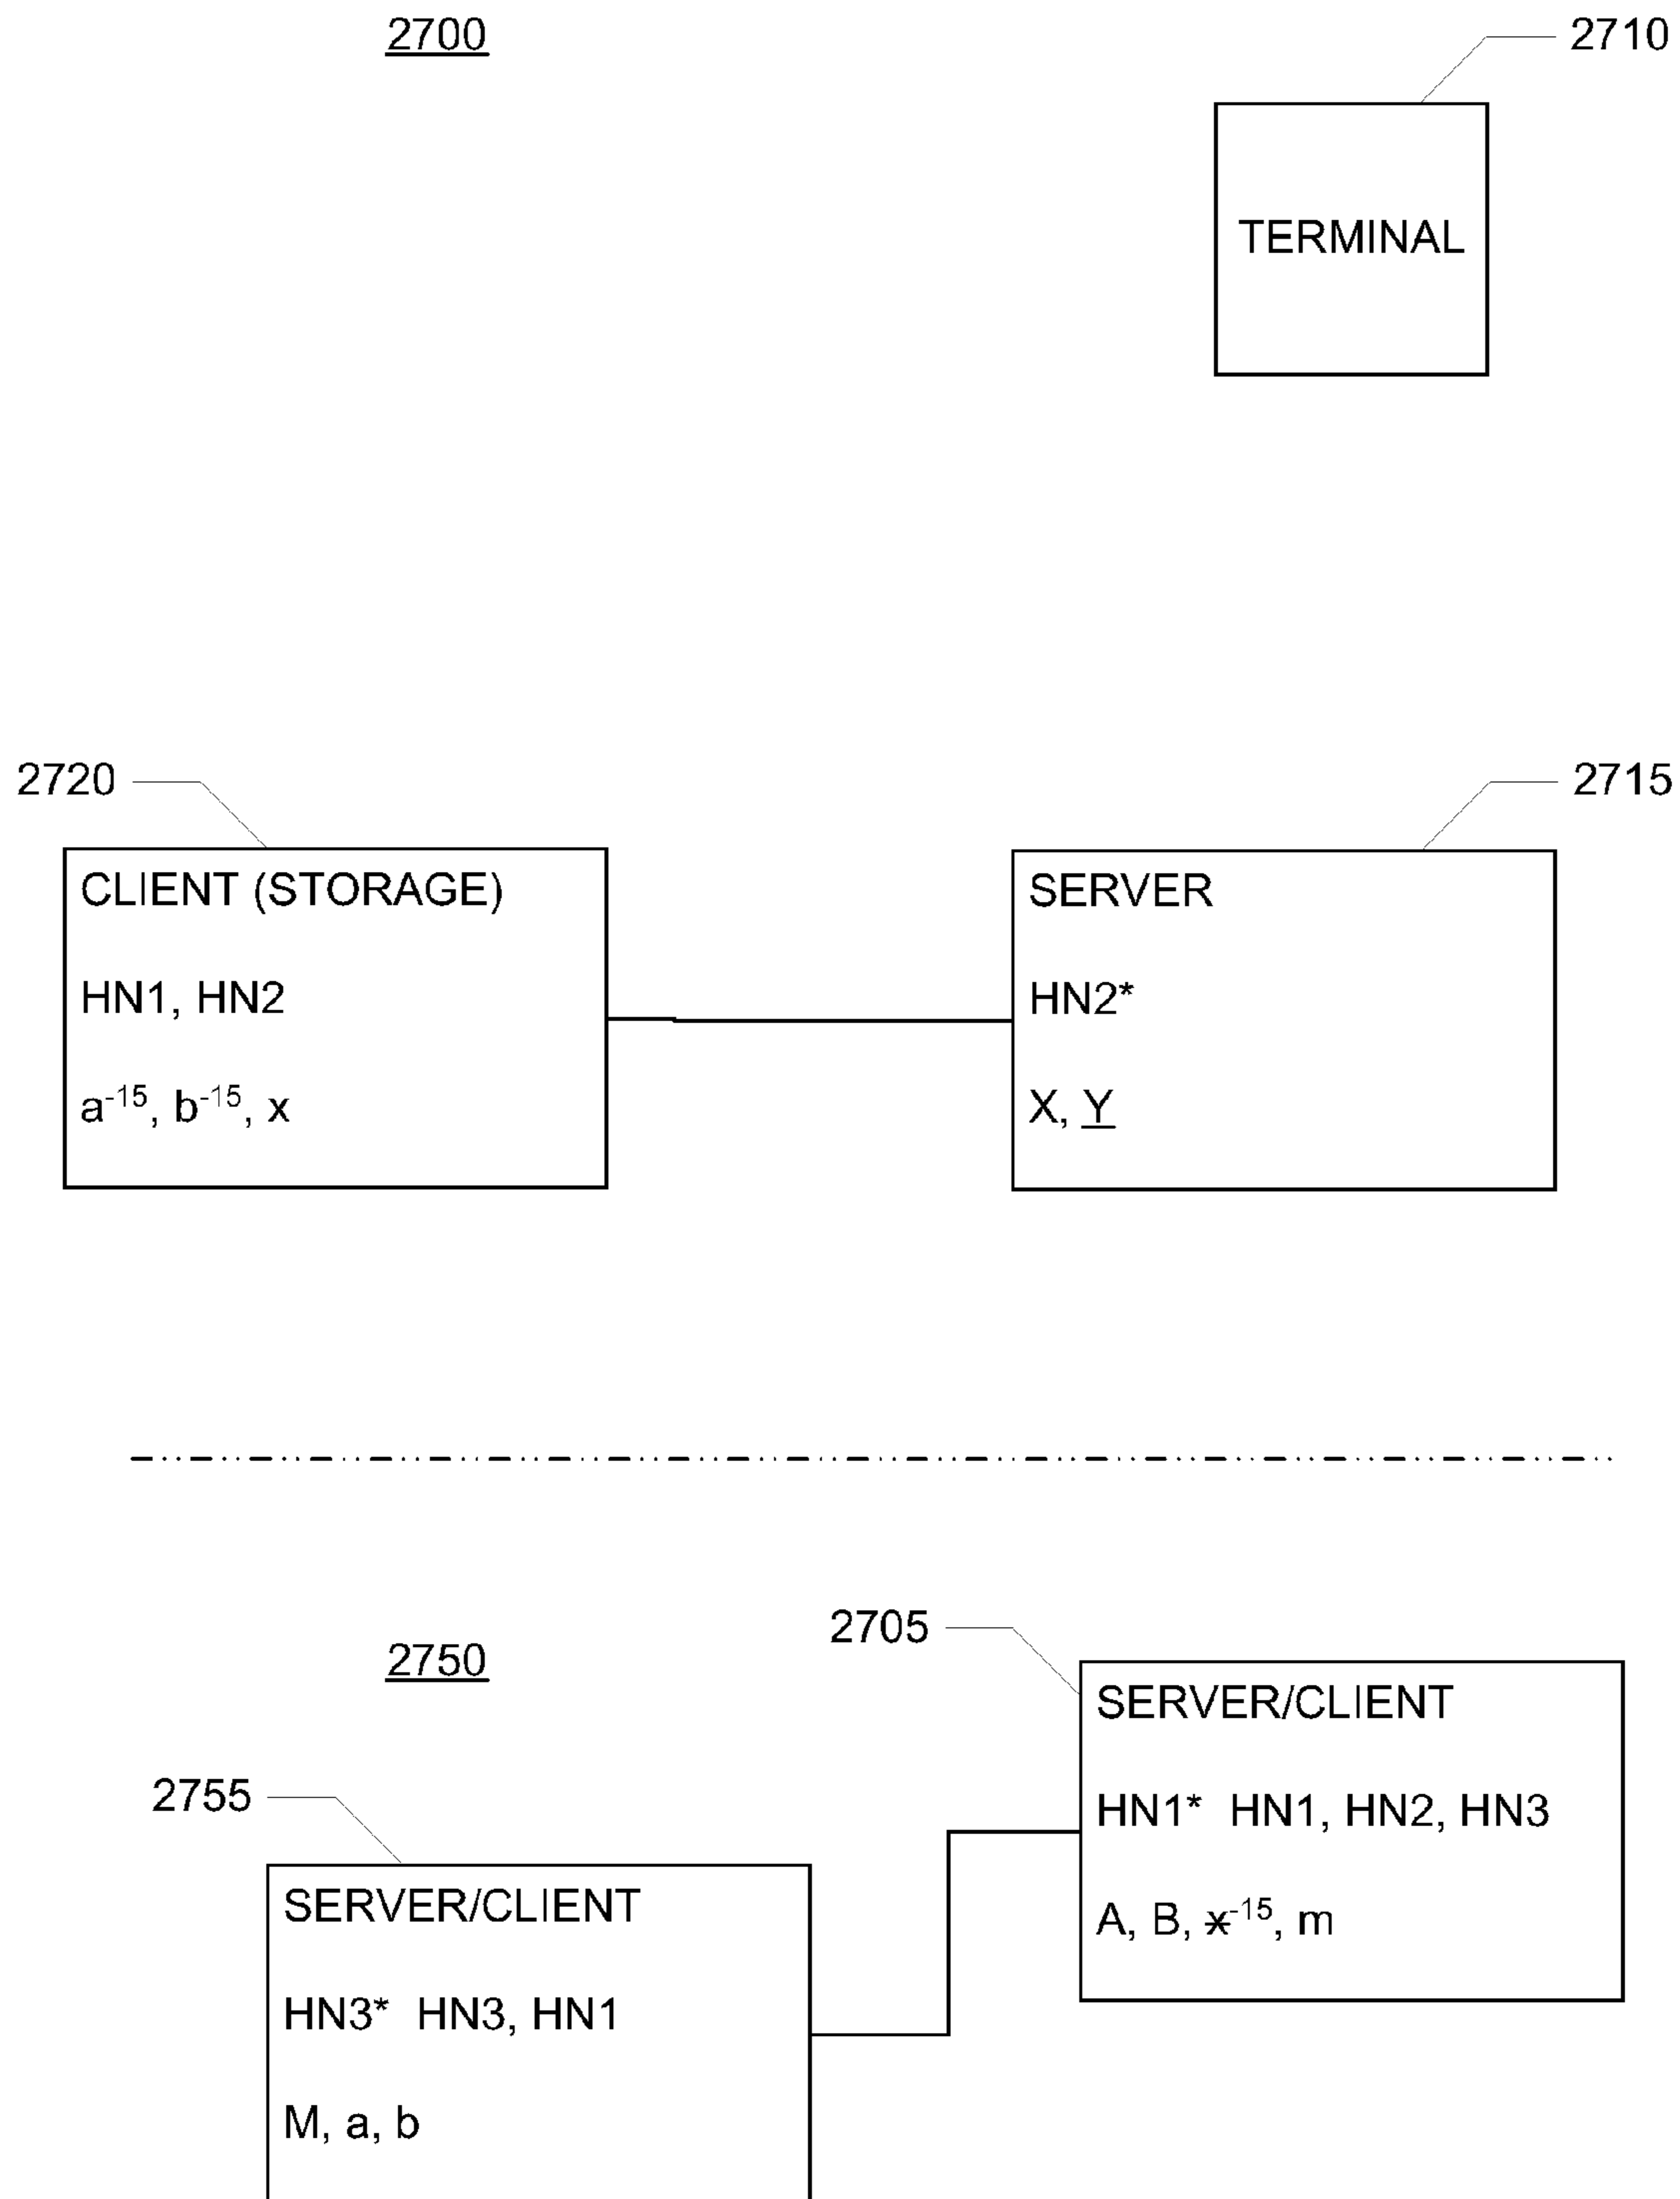 2700
2710
TERMINAL
2720
2715
CLIENT (STORAGE)
HN1, HN2
a⁻¹⁵, b⁻¹⁵, x
SERVER
HN2*
X, Y
2750
2705
SERVER/CLIENT
HN1* HN1, HN2, HN3
A, B, x⁻¹⁵, m
2755
SERVER/CLIENT
HN3* HN3, HN1
M, a, b